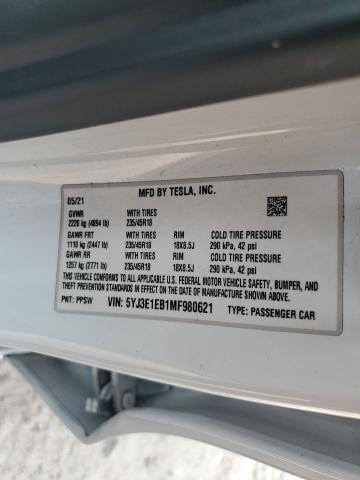 MFD BY TESLA, INC.
05/21
GVWR WITH TIRES
2220 kg (4894 lb) 235/45R18
GAWR FRT WITH TIRES RIM COLD TIRE PRESSURE
1110 kg (2447 lb) 235/45R18 18X8.5J 290 kPa, 42 psi
GAWR RR WITH TIRES RIM COLD TIRE PRESSURE
1257 kg (2771 lb) 235/45R18 18X8.5J 290 kPa, 42 psi
THIS VEHICLE CONFORMS TO ALL APPLICABLE U.S. FEDERAL MOTOR VEHICLE SAFETY, BUMPER, AND
THEFT PREVENTION STANDARDS IN EFFECT ON THE DATE OF MANUFACTURE SHOWN ABOVE.
PNT: PPSW VIN: 5YJ3E1EB1MF980621 TYPE: PASSENGER CAR